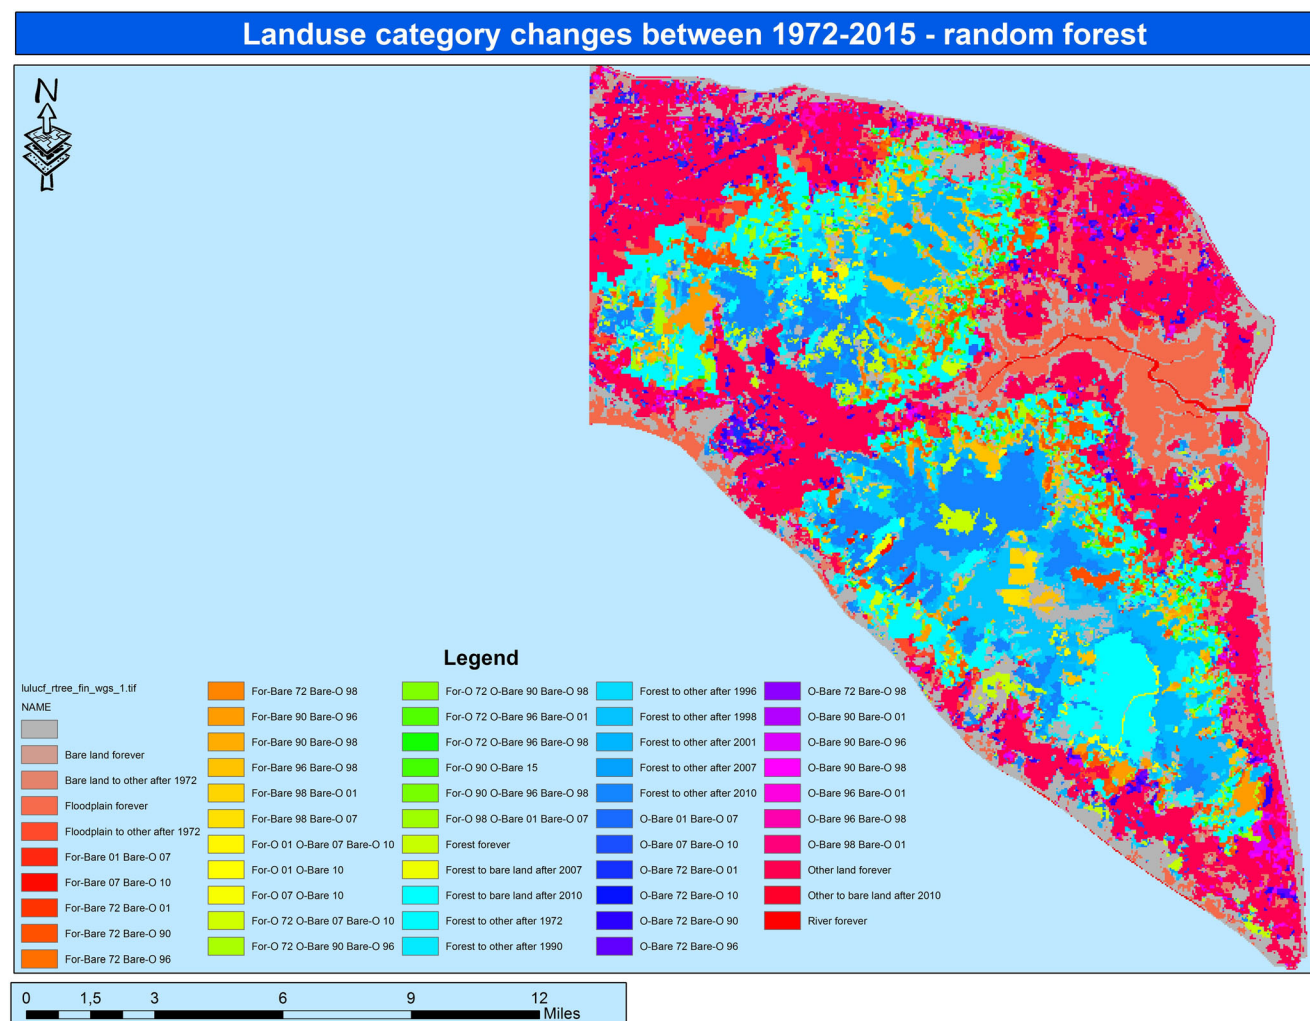 Landuse category changes between 1972-2015 - random forest
N
Legend
lulucf_rtree_fin_wgs_1.tif
NAME
Bare land forever
Bare land to other after 1972
Floodplain forever
Floodplain to other after 1972
For-Bare 01 Bare-O 07
For-Bare 07 Bare-O 10
For-Bare 72 Bare-O 01
For-Bare 72 Bare-O 90
For-Bare 72 Bare-O 96
For-Bare 72 Bare-O 98
For-Bare 90 Bare-O 96
For-Bare 90 Bare-O 98
For-Bare 96 Bare-O 98
For-Bare 98 Bare-O 01
For-Bare 98 Bare-O 07
For-O 01 O-Bare 07 Bare-O 10
For-O 01 O-Bare 10
For-O 07 O-Bare 10
For-O 72 O-Bare 07 Bare-O 10
For-O 72 O-Bare 90 Bare-O 96
For-O 72 O-Bare 90 Bare-O 98
For-O 72 O-Bare 96 Bare-O 01
For-O 72 O-Bare 96 Bare-O 98
For-O 90 O-Bare 15
For-O 90 O-Bare 96 Bare-O 98
For-O 98 O-Bare 01 Bare-O 07
Forest forever
Forest to bare land after 2007
Forest to bare land after 2010
Forest to other after 1972
Forest to other after 1990
Forest to other after 1996
Forest to other after 1998
Forest to other after 2001
Forest to other after 2007
Forest to other after 2010
O-Bare 01 Bare-O 07
O-Bare 07 Bare-O 10
O-Bare 72 Bare-O 01
O-Bare 72 Bare-O 10
O-Bare 72 Bare-O 90
O-Bare 72 Bare-O 96
O-Bare 72 Bare-O 98
O-Bare 90 Bare-O 01
O-Bare 90 Bare-O 96
O-Bare 90 Bare-O 98
O-Bare 96 Bare-O 01
O-Bare 96 Bare-O 98
O-Bare 98 Bare-O 01
Other land forever
Other to bare land after 2010
River forever
0 1,5 3 6 9 12
Miles